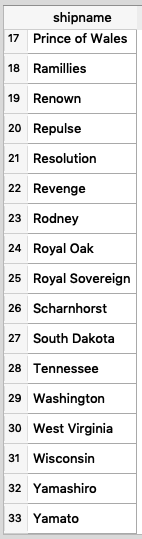 shipname
17 Prince of Wales
18 Ramillies
19 Renown
20 Repulse
21 Resolution
22 Revenge
23 Rodney
24 Royal Oak
25 Royal Sovereign
26 Scharnhorst
27 South Dakota
28 Tennessee
29 Washington
30 West Virginia
31 Wisconsin
32 Yamashiro
33 Yamato